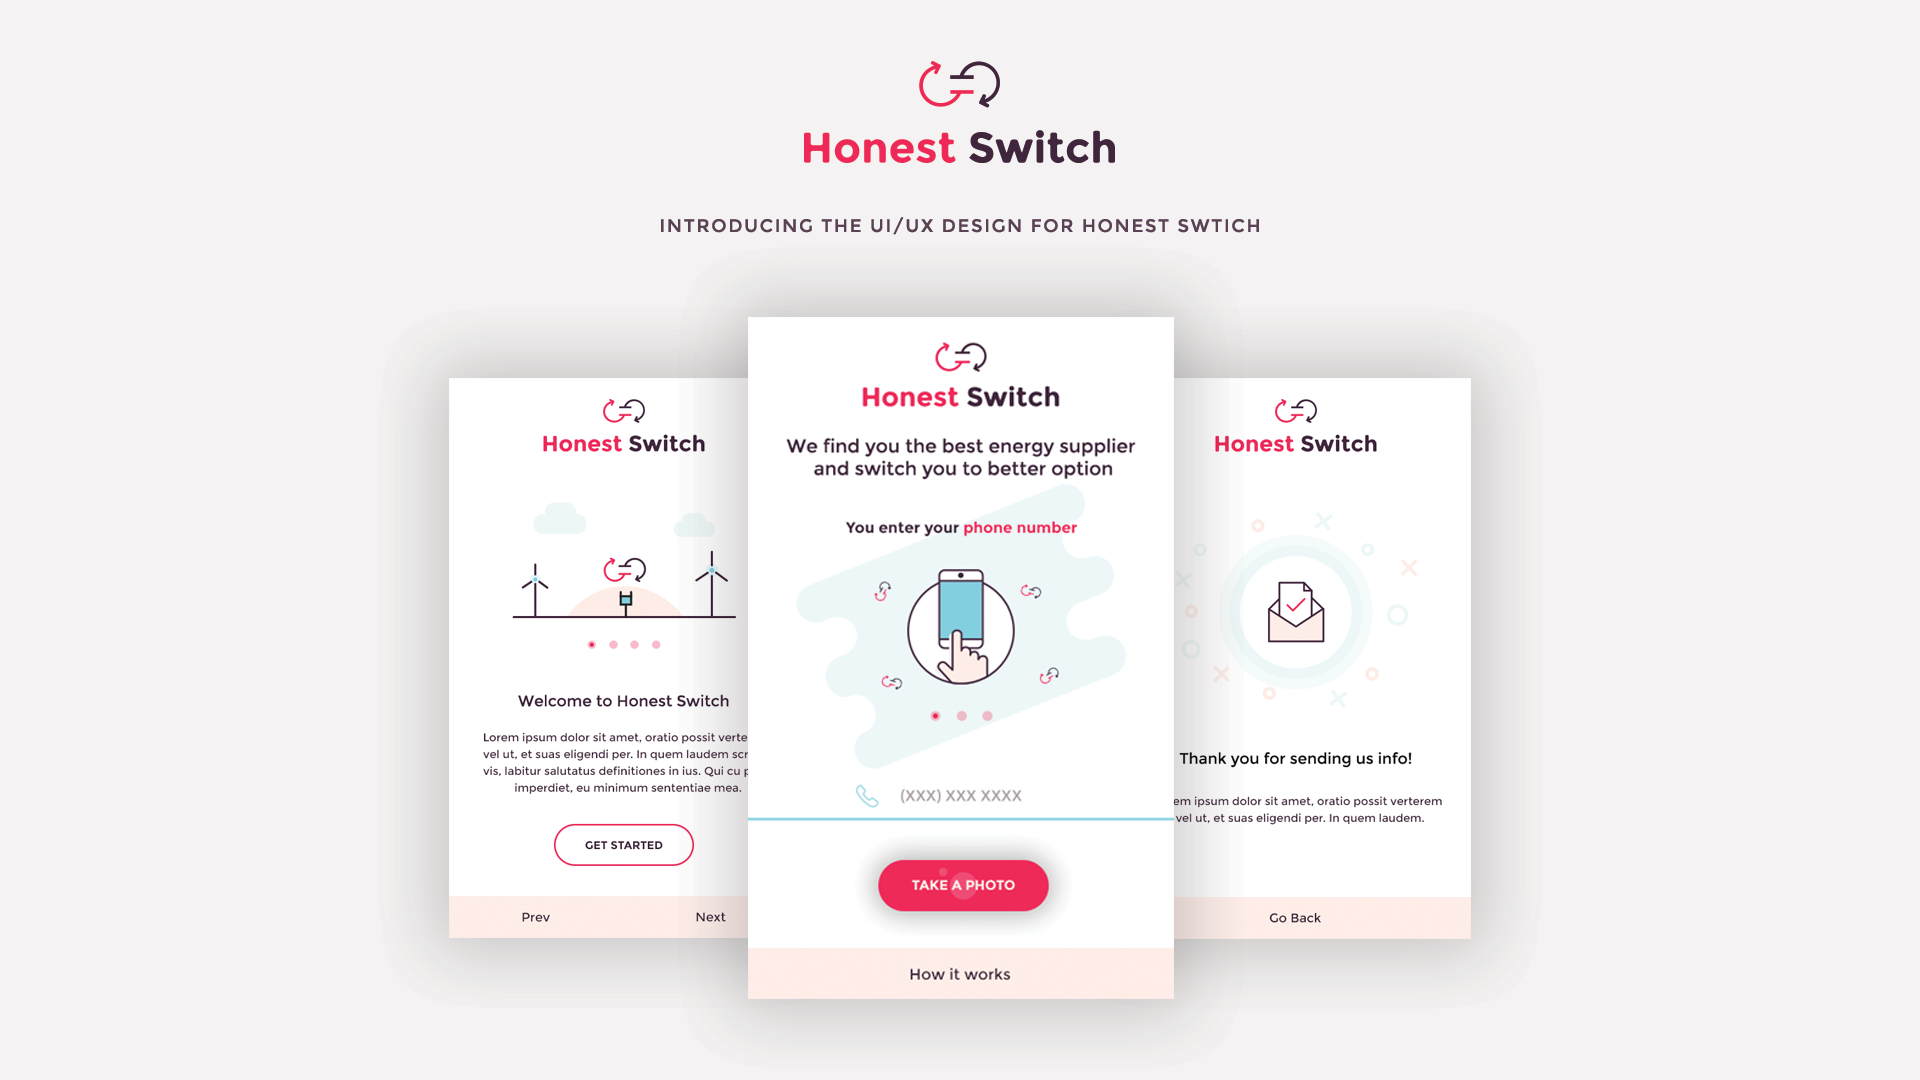 Honest Switch
INTRODUCING THE UI/UX DESIGN FOR HONEST SWTICH
Honest Switch
Welcome to Honest Switch
Lorem ipsum dolor sit amet, oratio possit verte
vel ut, et suas eligendi per. In quem laudem scr
vis, labitur salutatus definitiones in ius. Qui cu p
imperdiet, eu minimum sententiae mea.
GET STARTED
Prev Next
Honest Switch
We find you the best energy supplier
and switch you to better option
You enter your phone number
(XXX) XXX XXXX
TAKE A PHOTO
How it works
Honest Switch
Thank you for sending us info!
em ipsum dolor sit amet, oratio possit verterem
vel ut, et suas eligendi per. In quem laudem.
Go Back